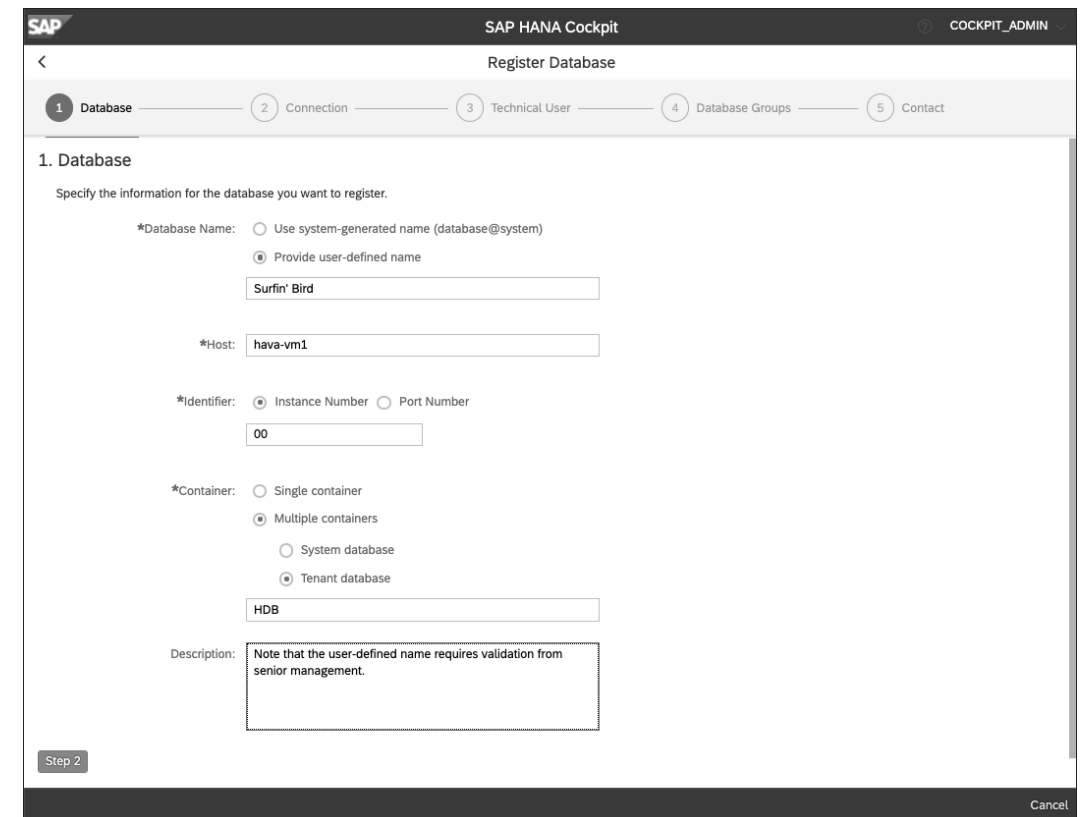 SAP SAP HANA Cockpit COCKPIT_ADMIN
Register Database
1 Database 2 Connection 3 Technical User 4 Database Groups 5 Contact
1. Database
Specify the information for the database you want to register.
*Database Name: Use system-generated name (database@system)
Provide user-defined name
Surfin' Bird
*Host: hava-vm1
*Identifier: Instance Number Port Number
00
*Container: Single container
Multiple containers
System database
Tenant database
HDB
Description: Note that the user-defined name requires validation from
senior management.
Step 2
Cancel